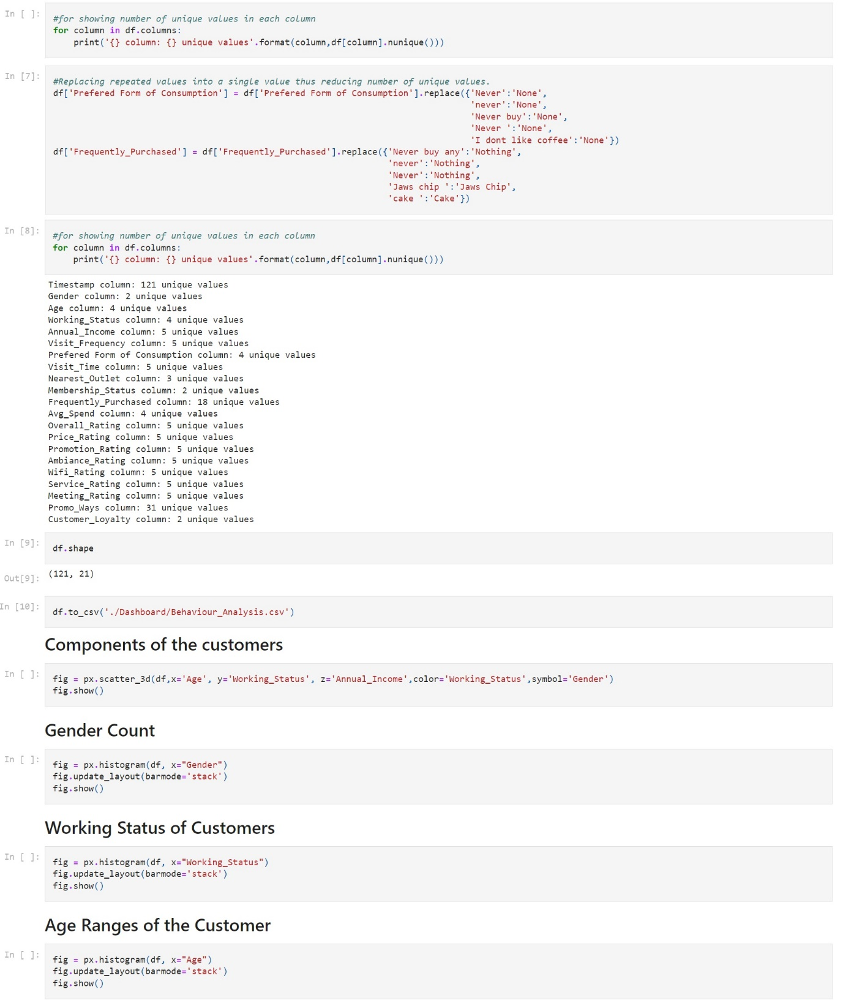 In [ ]:
#for showing number of unique values in each column
for column in df.columns:
    print('{} column: {} unique values'.format(column,df[column].nunique()))
In [7]:
#Replacing repeated values into a single value thus reducing number of unique values.
df['Prefered Form of Consumption'] = df['Prefered Form of Consumption'].replace({'Never':'None',
'never':'None',
'Never buy':'None',
'Never ':'None',
'I dont like coffee':'None'})
df['Frequently_Purchased'] = df['Frequently_Purchased'].replace({'Never buy any':'Nothing',
'never':'Nothing',
'Never':'Nothing',
'Jaws chip ':'Jaws Chip',
'cake ':'Cake'})
In [8]:
#for showing number of unique values in each column
for column in df.columns:
    print('{} column: {} unique values'.format(column,df[column].nunique()))
Timestamp column: 121 unique values
Gender column: 2 unique values
Age column: 4 unique values
Working_Status column: 4 unique values
Annual_Income column: 5 unique values
Visit_Frequency column: 5 unique values
Prefered Form of Consumption column: 4 unique values
Visit_Time column: 5 unique values
Nearest_Outlet column: 3 unique values
Membership_Status column: 2 unique values
Frequently_Purchased column: 18 unique values
Avg_Spend column: 4 unique values
Overall_Rating column: 5 unique values
Price_Rating column: 5 unique values
Promotion_Rating column: 5 unique values
Ambiance_Rating column: 5 unique values
Wifi_Rating column: 5 unique values
Service_Rating column: 5 unique values
Meeting_Rating column: 5 unique values
Promo_Ways column: 31 unique values
Customer_Loyalty column: 2 unique values
In [9]:
df.shape
Out[9]:
(121, 21)
In [10]:
df.to_csv('./Dashboard/Behaviour_Analysis.csv')
Components of the customers
In [ ]:
fig = px.scatter_3d(df,x='Age', y='Working_Status', z='Annual_Income',color='Working_Status',symbol='Gender')
fig.show()
Gender Count
In [ ]:
fig = px.histogram(df, x="Gender")
fig.update_layout(barmode='stack')
fig.show()
Working Status of Customers
In [ ]:
fig = px.histogram(df, x="Working_Status")
fig.update_layout(barmode='stack')
fig.show()
Age Ranges of the Customer
In [ ]:
fig = px.histogram(df, x="Age")
fig.update_layout(barmode='stack')
fig.show()